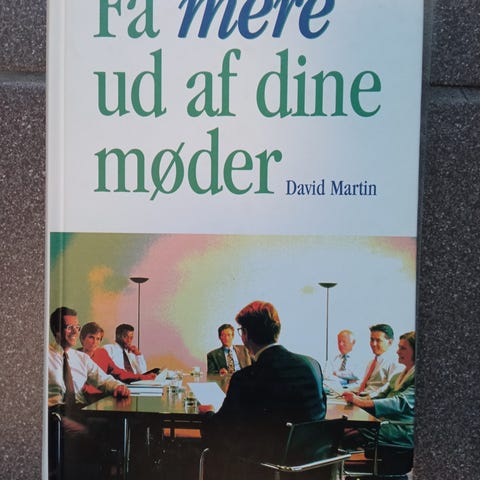 Få mere
ud af dine
møder
David Martin